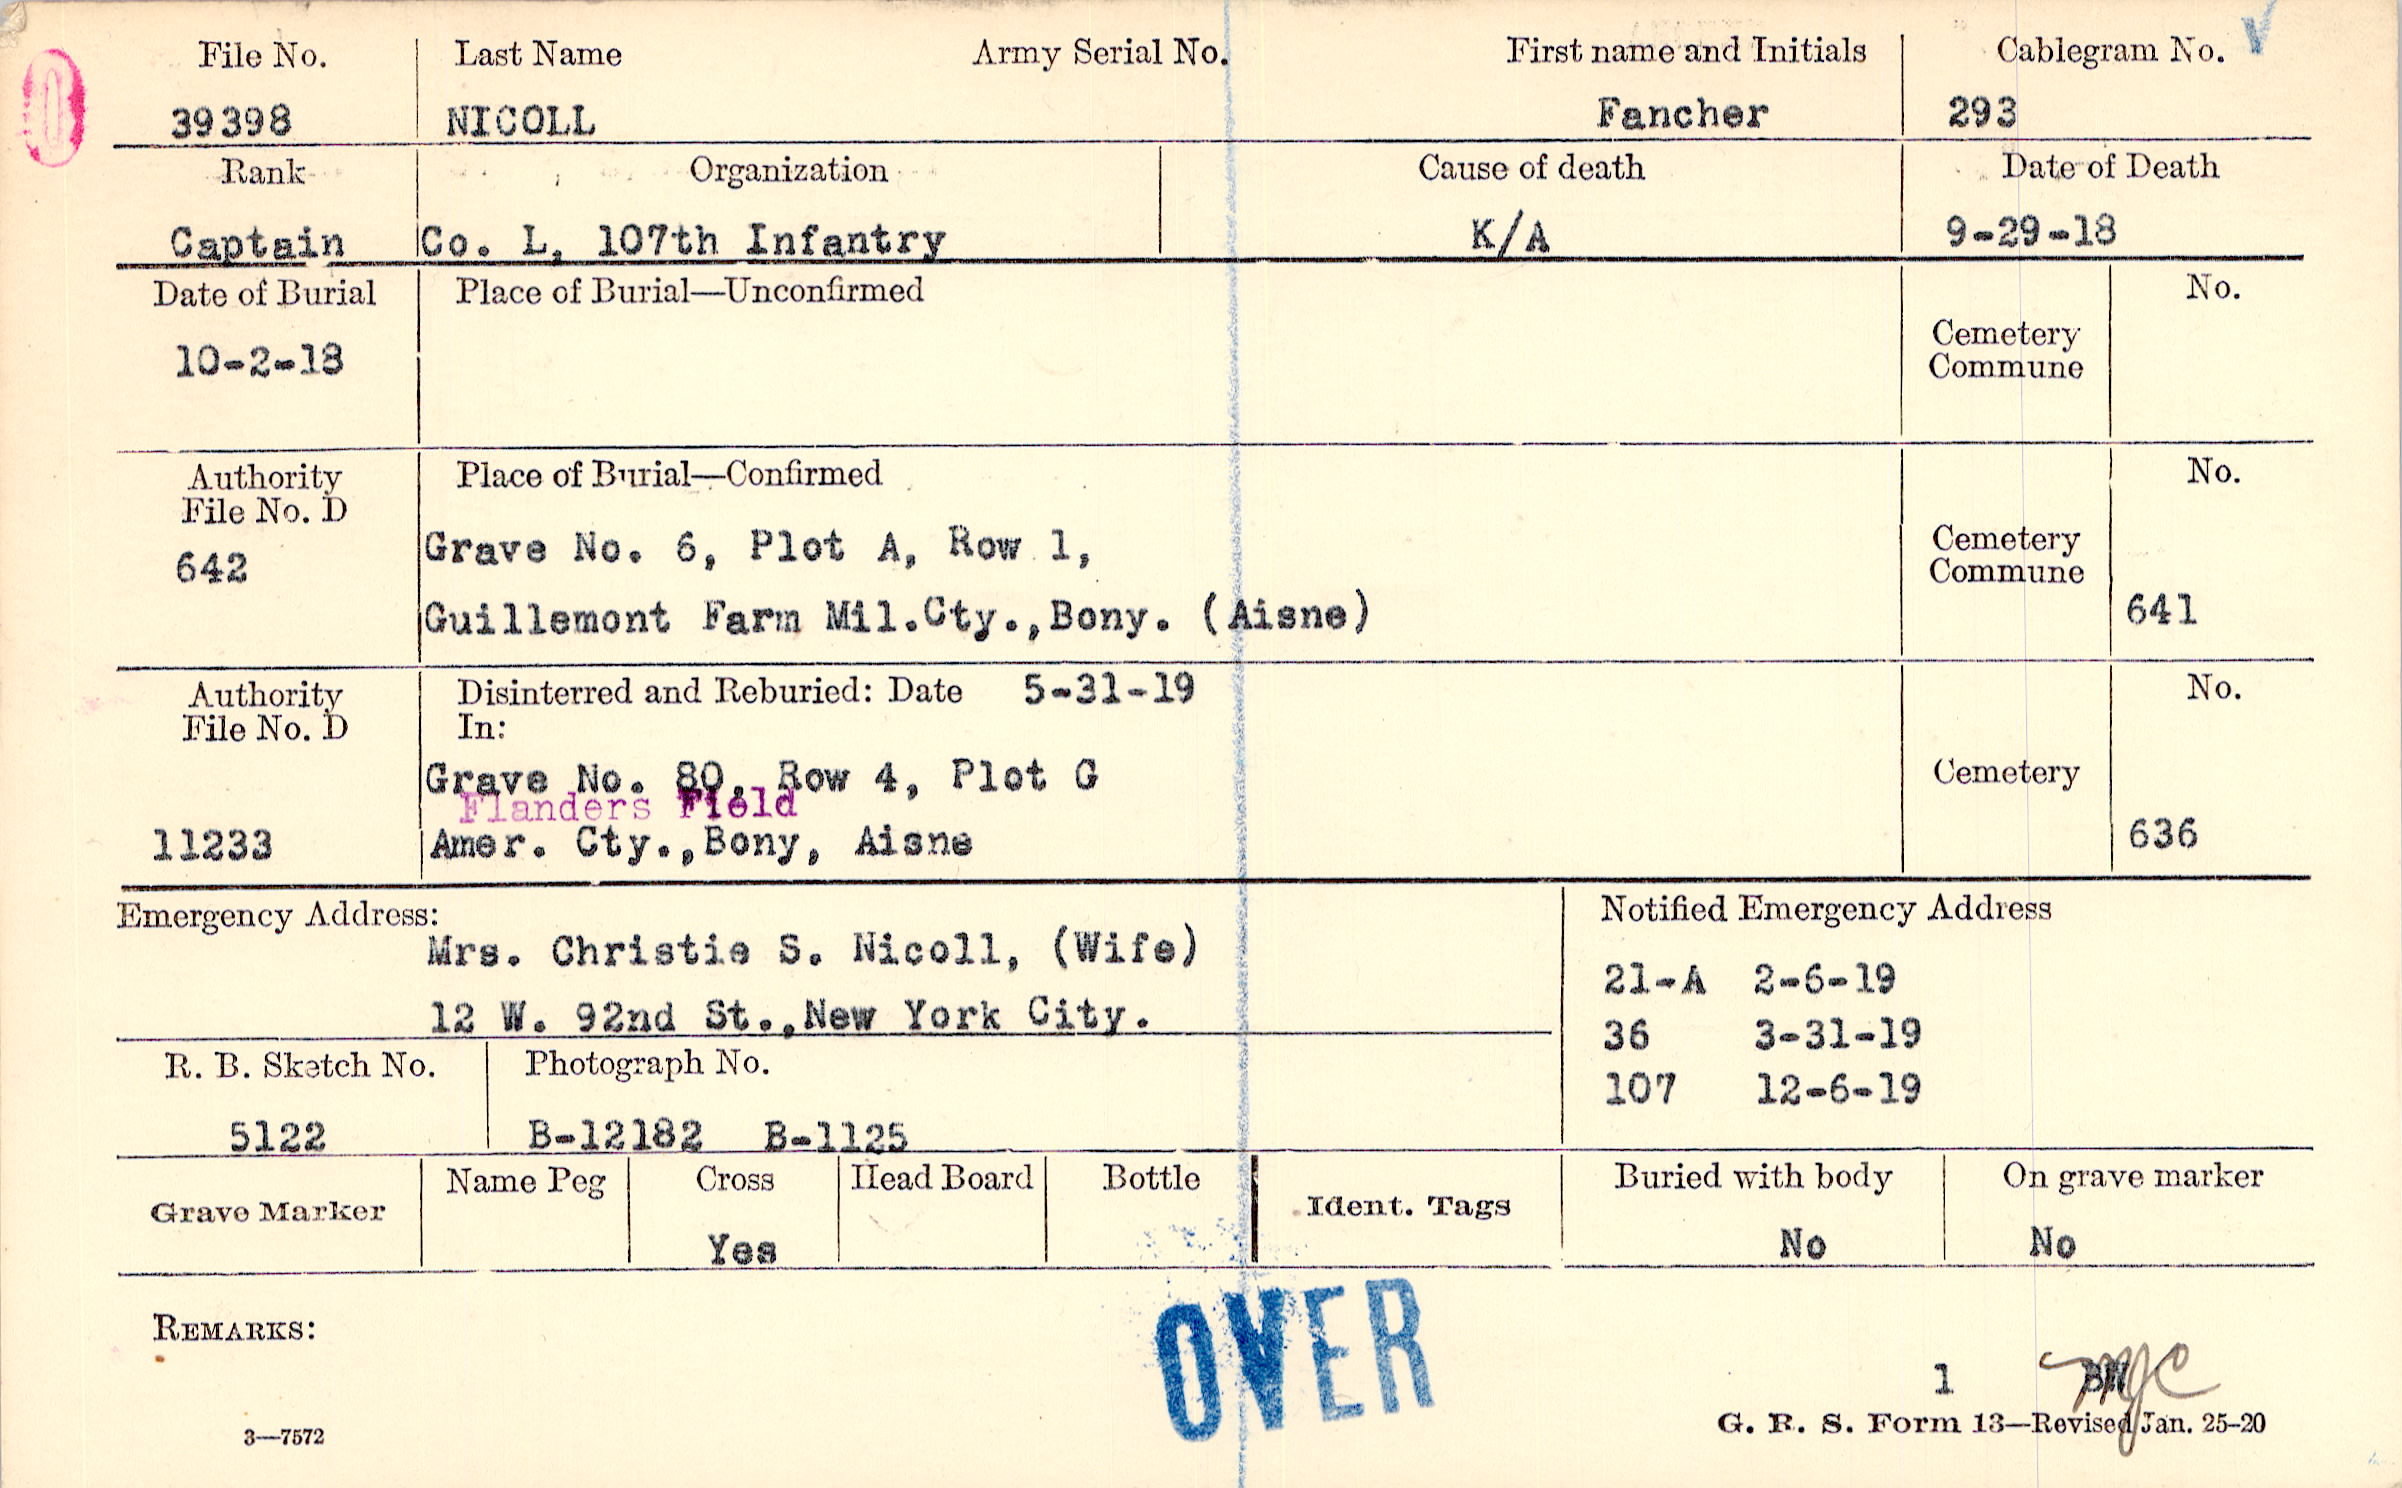 File No. Last Name Army Serial No. First name and Initials Cablegram No.
39398 NICOLL Fancher 293
Rank Organization Cause of death Date of Death
Captain Co. L, 107th Infantry K/A 9-29-18
Date of Burial Place of Burial—Unconfirmed No.
10-2-18
Cemetery
Commune
Authority Place of Burial—Confirmed No.
File No. D
642
Grave No. 6, Plot A, Row 1,
Guillemont Farm Mil.Cty.,Bony. (Aisne)
Cemetery
Commune
641
Authority Disinterred and Reburied: Date 5-31-19 No.
File No. D In:
Grave No. 80, Row 4, Plot G Cemetery
Flanders Field
11233 Amer. Cty.,Bony, Aisne 636
Emergency Address: Notified Emergency Address
Mrs. Christie S. Nicoll, (Wife)
12 W. 92nd St.,New York City.
21-A 2-6-19
36 3-31-19
107 12-6-19
R. B. Sketch No. Photograph No.
5122 B-12182 B-1125
Grave Marker Name Peg Cross Head Board Bottle Ident. Tags Buried with body On grave marker
Yes No No
OVER
REMARKS:
1
3—7572 G. R. S. Form 13—Revised Jan. 25-20